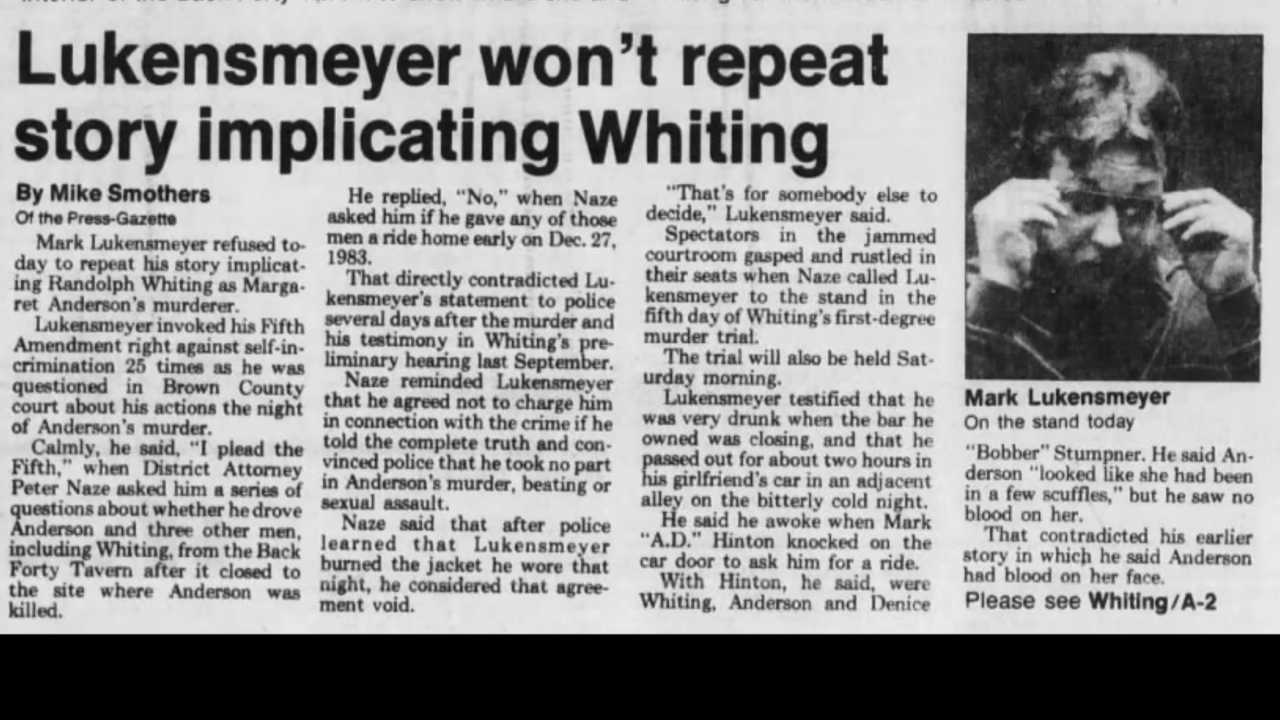 Lukensmeyer won't repeat
story implicating Whiting
By Mike Smothers
Of the Press-Gazette
Mark Lukensmeyer refused to-
day to repeat his story implicat-
ing Randolph Whiting as Marga-
ret Anderson's murderer.
Lukensmeyer invoked his Fifth
Amendment right against self-in-
crimination 25 times as he was
questioned in Brown County
court about his actions the night
of Anderson's murder.
Calmly, he said, "I plead the
Fifth," when District Attorney
Peter Naze asked him a series of
questions about whether he drove
Anderson and three other men,
including Whiting, from the Back
Forty Tavern after it closed to
the site where Anderson was
killed.
He replied, "No," when Naze
asked him if he gave any of those
men a ride home early on Dec. 27,
1983.
That directly contradicted Lu-
kensmeyer's statement to police
several days after the murder and
his testimony in Whiting's pre-
liminary hearing last September.
Naze reminded Lukensmeyer
that he agreed not to charge him
in connection with the crime if he
told the complete truth and con-
vinced police that he took no part
in Anderson's murder, beating or
sexual assault.
Naze said that after police
learned that Lukensmeyer
burned the jacket he wore that
night, he considered that agree-
ment void.
"That's for somebody else to
decide," Lukensmeyer said.
Spectators in the jammed
courtroom gasped and rustled in
their seats when Naze called Lu-
kensmeyer to the stand in the
fifth day of Whiting's first-degree
murder trial.
The trial will also be held Sat-
urday morning.
Lukensmeyer testified that he
was very drunk when the bar he
owned was closing, and that he
passed out for about two hours in
his girlfriend's car in an adjacent
alley on the bitterly cold night.
He said he awoke when Mark
"A.D." Hinton knocked on the
car door to ask him for a ride.
With Hinton, he said, were
Whiting, Anderson and Denice
Mark Lukensmeyer
On the stand today
"Bobber" Stumpner. He said An-
derson "looked like she had been
in a few scuffles," but he saw no
blood on her.
That contradicted his earlier
story in which he said Anderson
had blood on her face.
Please see Whiting/A-2